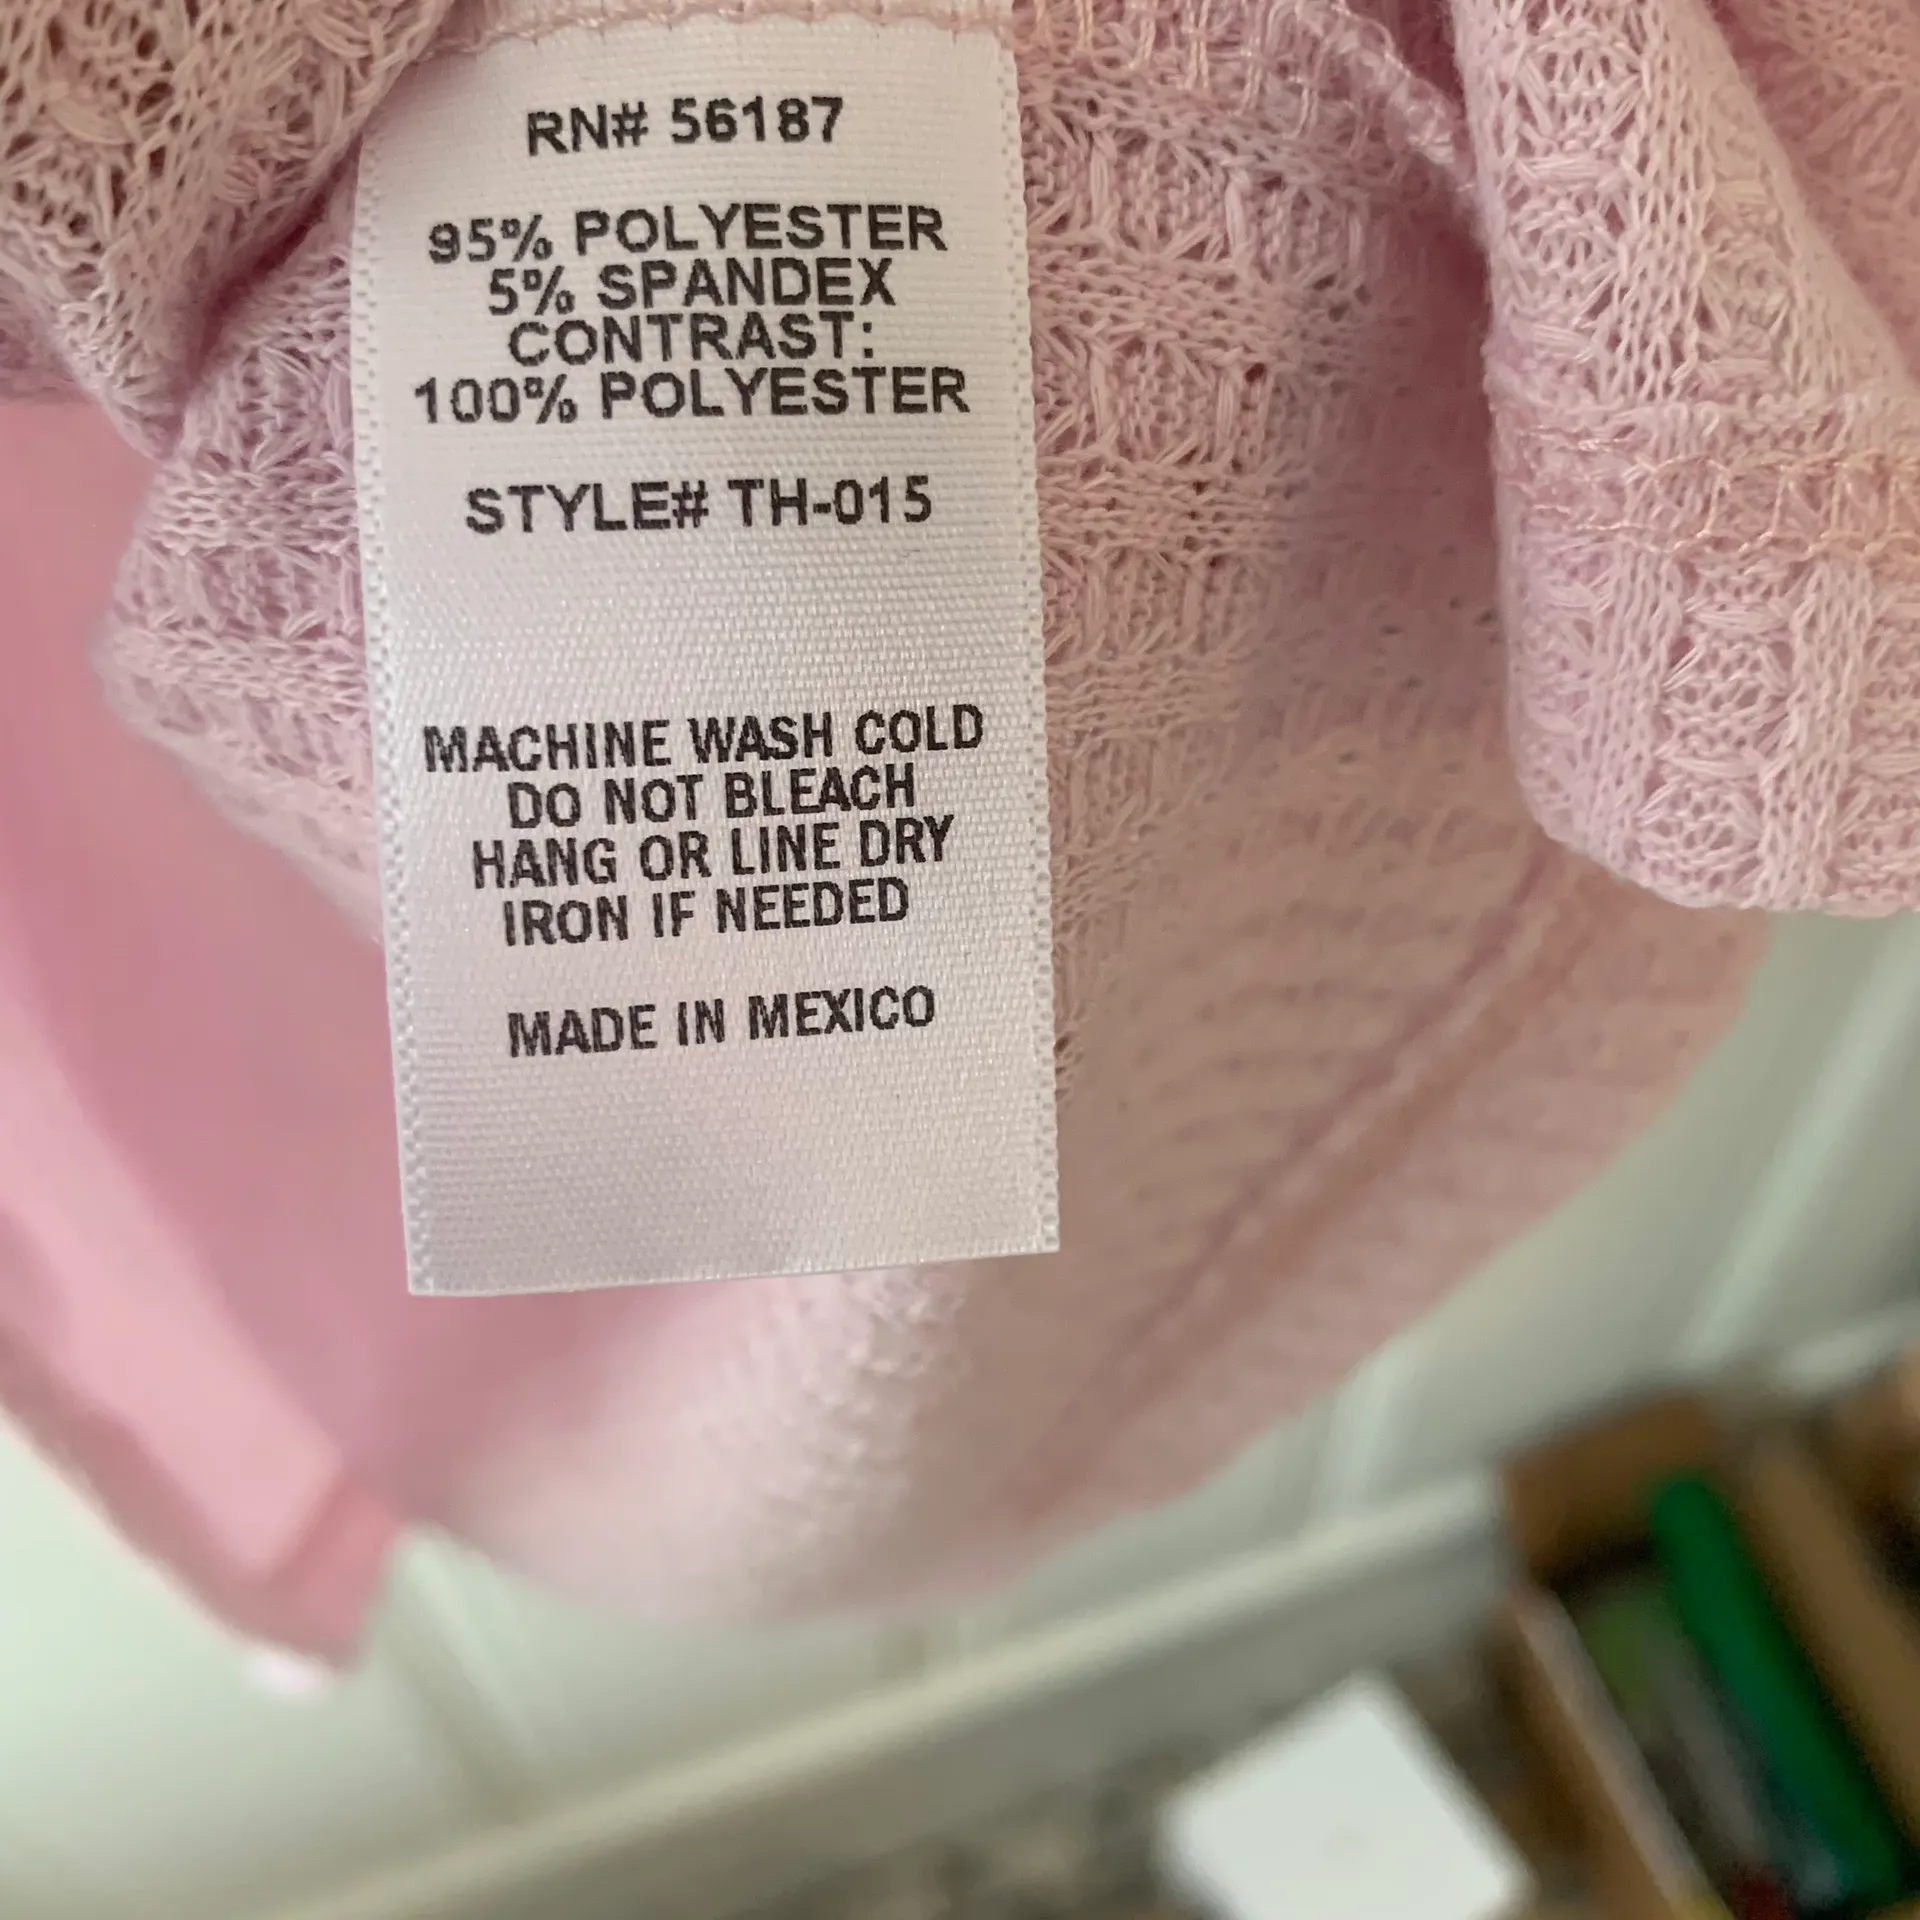 RN# 56187
95% POLYESTER
5% SPANDEX
CONTRAST:
100% POLYESTER
STYLE# TH-015
MACHINE WASH COLD
DO NOT BLEACH
HANG OR LINE DRY
IRON IF NEEDED
MADE IN MEXICO